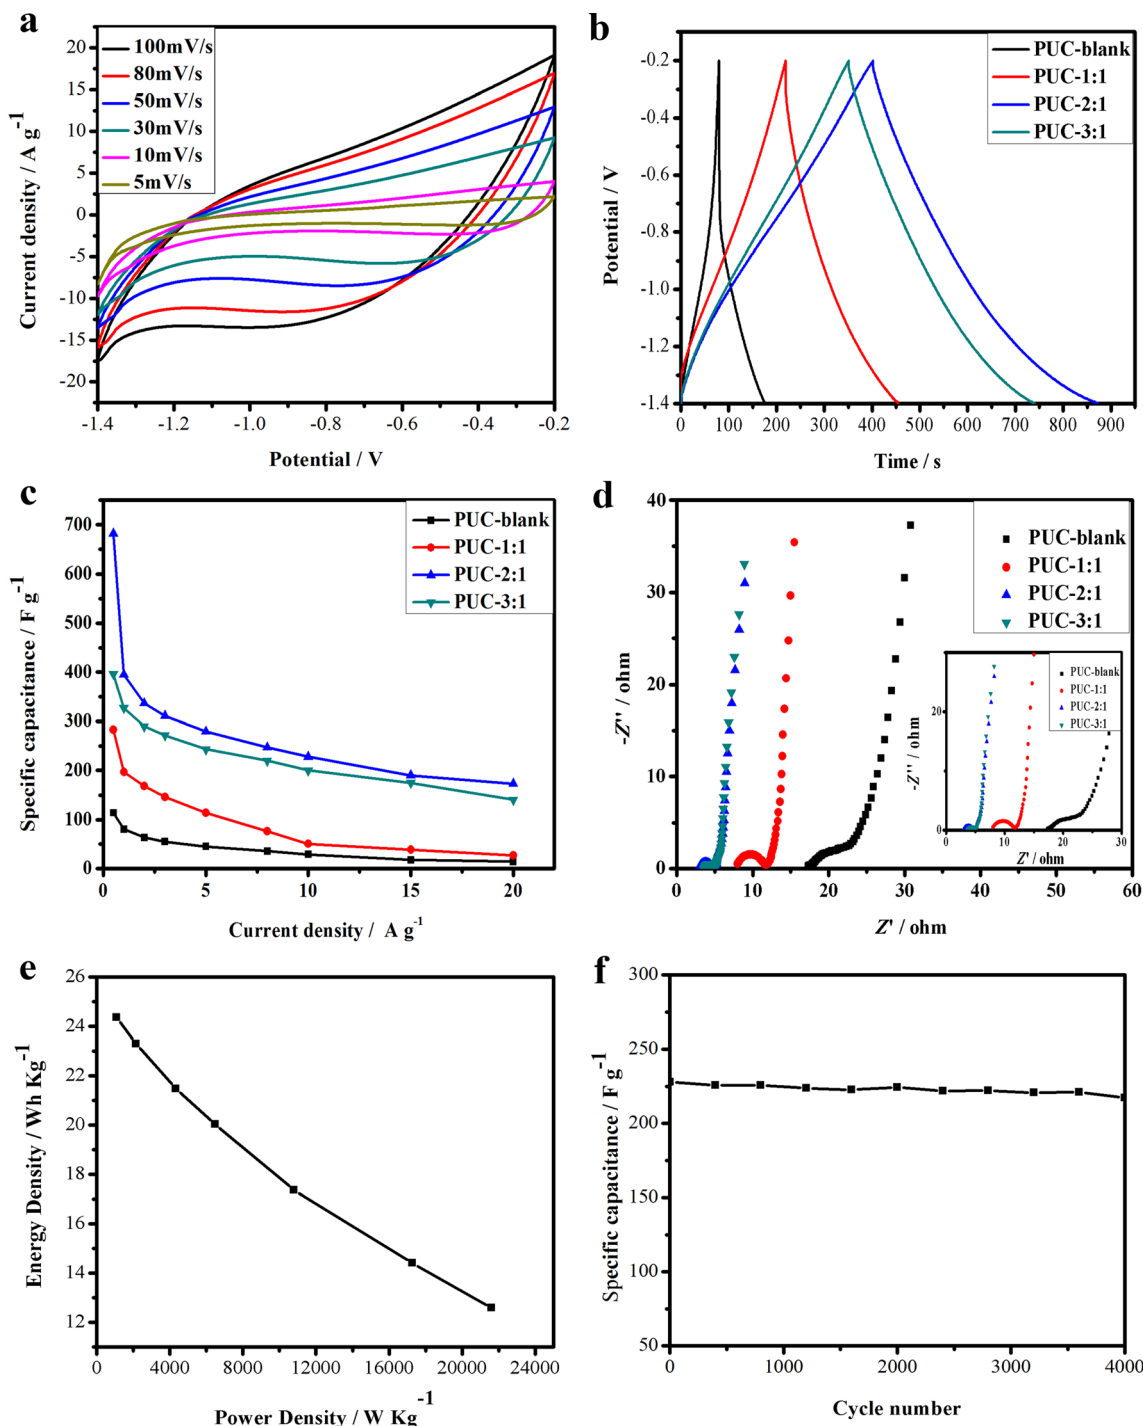 a
25
20
15
10
5
0
-5
-10
-15
-20
-1.4
-1.2
-1.0
-0.8
-0.6
-0.4
-0.2
Current density / A g-1
Potential / V
100mV/s
80mV/s
50mV/s
30mV/s
10mV/s
5mV/s
b
-0.2
-0.4
-0.6
-0.8
-1.0
-1.2
-1.4
0
100
200
300
400
500
600
700
800
900
Potential / V
Time / s
PUC-blank
PUC-1:1
PUC-2:1
PUC-3:1
c
700
600
500
400
300
200
100
0
0
5
10
15
20
Specific capacitance / F g-1
Current density / A g-1
PUC-blank
PUC-1:1
PUC-2:1
PUC-3:1
d
40
30
20
10
0
0
10
20
30
40
50
60
-Z'' / ohm
Z' / ohm
PUC-blank
PUC-1:1
PUC-2:1
PUC-3:1
20
0
0
10
20
30
-Z'' / ohm
Z' / ohm
PUC-blank
PUC-1:1
PUC-2:1
PUC-3:1
e
26
24
22
20
18
16
14
12
0
4000
8000
12000
16000
20000
24000
Energy Density / Wh Kg-1
Power Density / W Kg-1
f
300
250
200
150
100
50
0
1000
2000
3000
4000
Specific capacitance / F g-1
Cycle number